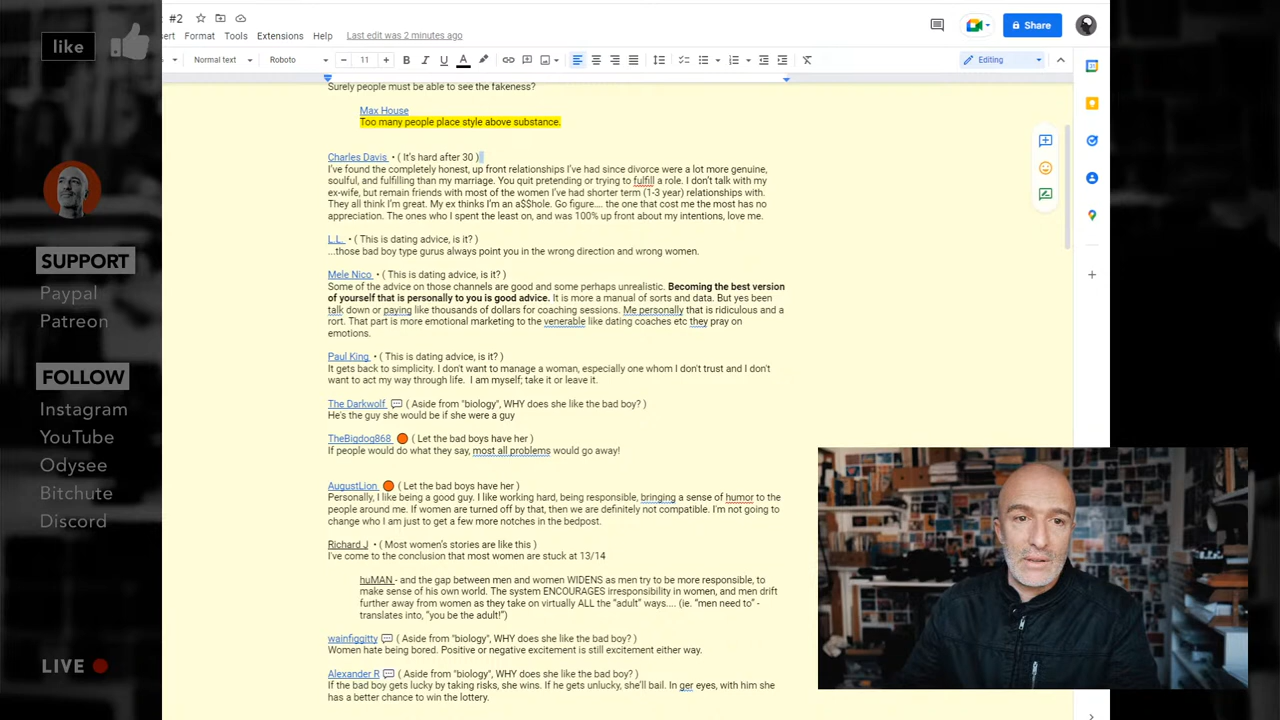 like
SUPPORT
Paypal
Patreon
FOLLOW
Instagram
YouTube
Odysee
Bitchute
Discord
LIVE
#2
Format Tools Extensions Help Last edit was 2 minutes ago
Share
Normal text Roboto 11 B I U A Editing
Surely people must be able to see the fakeness?
Max House
Too many people place style above substance.
Charles Davis • ( It's hard after 30 )
I've found the completely honest, up front relationships I've had since divorce were a lot more genuine,
soulful, and fulfilling than my marriage. You quit pretending or trying to fulfill a role. I don't talk with my
ex-wife, but remain friends with most of the women I've had shorter term (1-3 year) relationships with.
They all think I'm great. My ex thinks I'm an a$$hole. Go figure.... the one that cost me the most has no
appreciation. The ones who I spent the least on, and was 100% up front about my intentions, love me.
L.L. • ( This is dating advice, is it? )
...those bad boy type gurus always point you in the wrong direction and wrong women.
Mele Nico • ( This is dating advice, is it? )
Some of the advice on those channels are good and some perhaps unrealistic. Becoming the best version
of yourself that is personally to you is good advice. It is more a manual of sorts and data. But yes been
talk down or paying like thousands of dollars for coaching sessions. Me personally that is ridiculous and a
rort. That part is more emotional marketing to the venerable like dating coaches etc they pray on
emotions.
Paul King • ( This is dating advice, is it? )
It gets back to simplicity. I don't want to manage a woman, especially one whom I don't trust and I don't
want to act my way through life. I am myself; take it or leave it.
The Darkwolf ( Aside from "biology", WHY does she like the bad boy? )
He's the guy she would be if she were a guy
TheBigdog868 ( Let the bad boys have her )
If people would do what they say, most all problems would go away!
AugustLion ( Let the bad boys have her )
Personally, I like being a good guy. I like working hard, being responsible, bringing a sense of humor to the
people around me. If women are turned off by that, then we are definitely not compatible. I'm not going to
change who I am just to get a few more notches in the bedpost.
Richard J • ( Most women's stories are like this )
I've come to the conclusion that most women are stuck at 13/14
huMAN - and the gap between men and women WIDENS as men try to be more responsible, to
make sense of his own world. The system ENCOURAGES irresponsibility in women, and men drift
further away from women as they take on virtually ALL the "adult" ways.... (ie. "men need to" -
translates into, "you be the adult!")
wainfiggitty ( Aside from "biology", WHY does she like the bad boy? )
Women hate being bored. Positive or negative excitement is still excitement either way.
Alexander R ( Aside from "biology", WHY does she like the bad boy? )
If the bad boy gets lucky by taking risks, she wins. If he gets unlucky, she'll bail. In ger eyes, with him she
has a better chance to win the lottery.